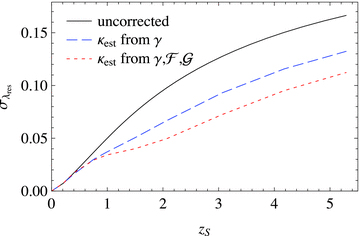 uncorrected
κest from γ
κest from γ,ℱ,𝒢
0.15
0.10
0.05
0.00
σλres
0 1 2 3 4 5
zS